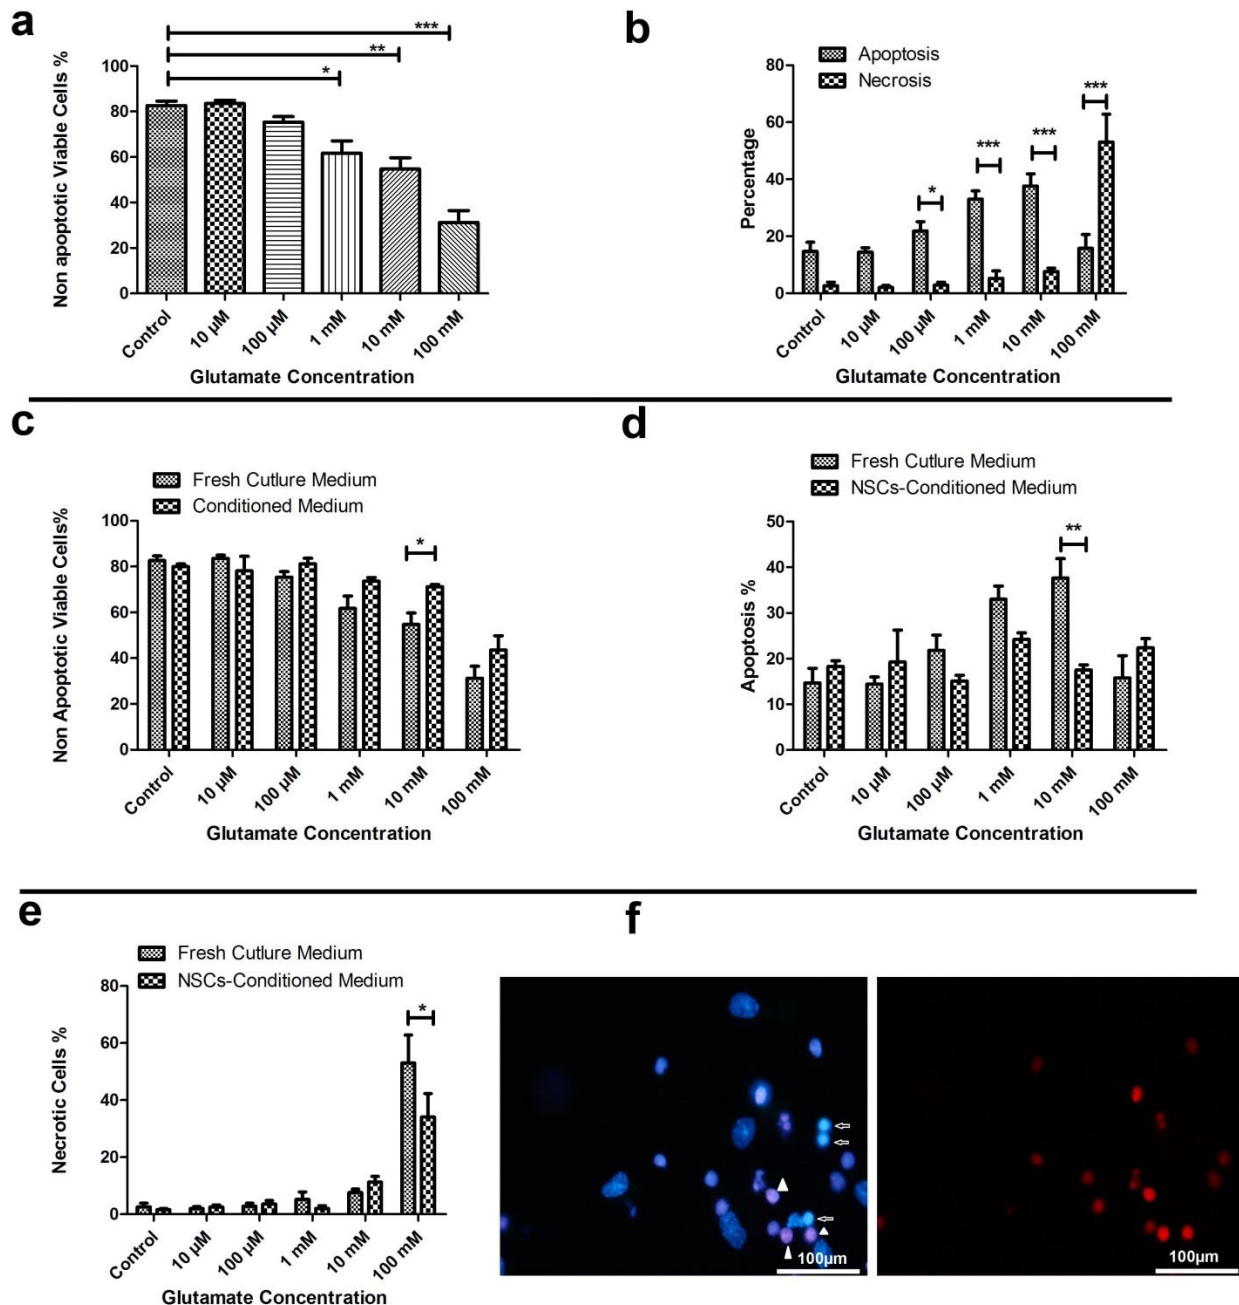 a
***
**
*
Non apoptotic Viable Cells %
100
80
60
40
20
0
Control
10 µM
100 µM
1 mM
10 mM
100 mM
Glutamate Concentration
b
Apoptosis
Necrosis
Percentage
80
60
40
20
0
*
***
***
***
Control
10 µM
100 µM
1 mM
10 mM
100 mM
Glutamate Concentration
c
Fresh Cutlure Medium
Conditioned Medium
Non Apoptotic Viable Cells%
100
80
60
40
20
0
*
Control
10 µM
100 µM
1 mM
10 mM
100 mM
Glutamate Concentration
d
Fresh Cutlure Medium
NSCs-Conditioned Medium
Apoptosis %
50
40
30
20
10
0
**
Control
10 µM
100 µM
1 mM
10 mM
100 mM
Glutamate Concentration
e
Fresh Cutlure Medium
NSCs-Conditioned Medium
Necrotic Cells %
80
60
40
20
0
*
Control
10 µM
100 µM
1 mM
10 mM
100 mM
Glutamate Concentration
f
100µm
100µm